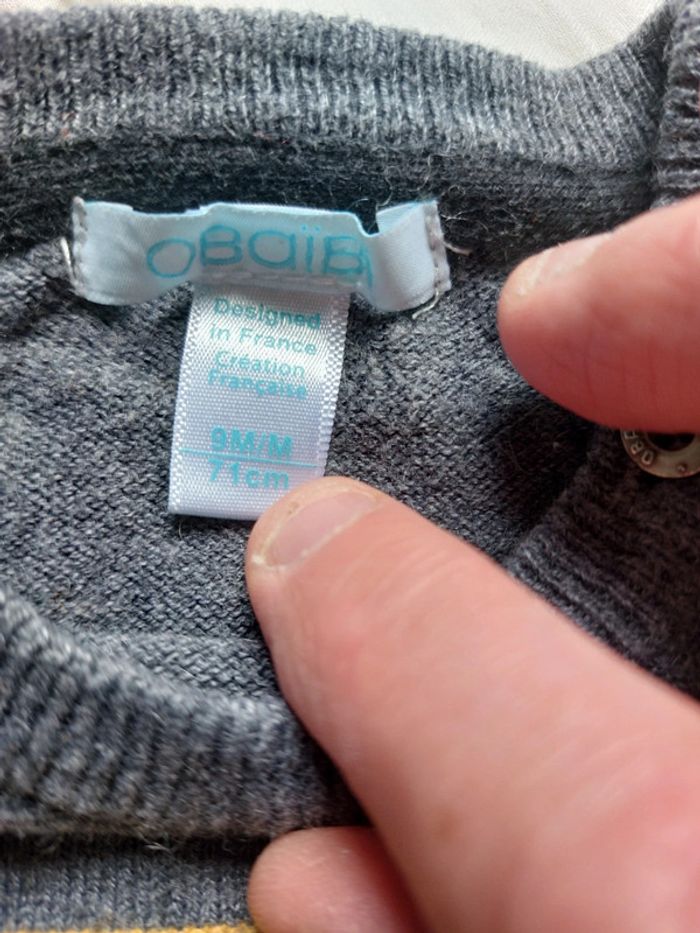 OBaïBi
Designed
in France
Création
Française
9M/M
71cm